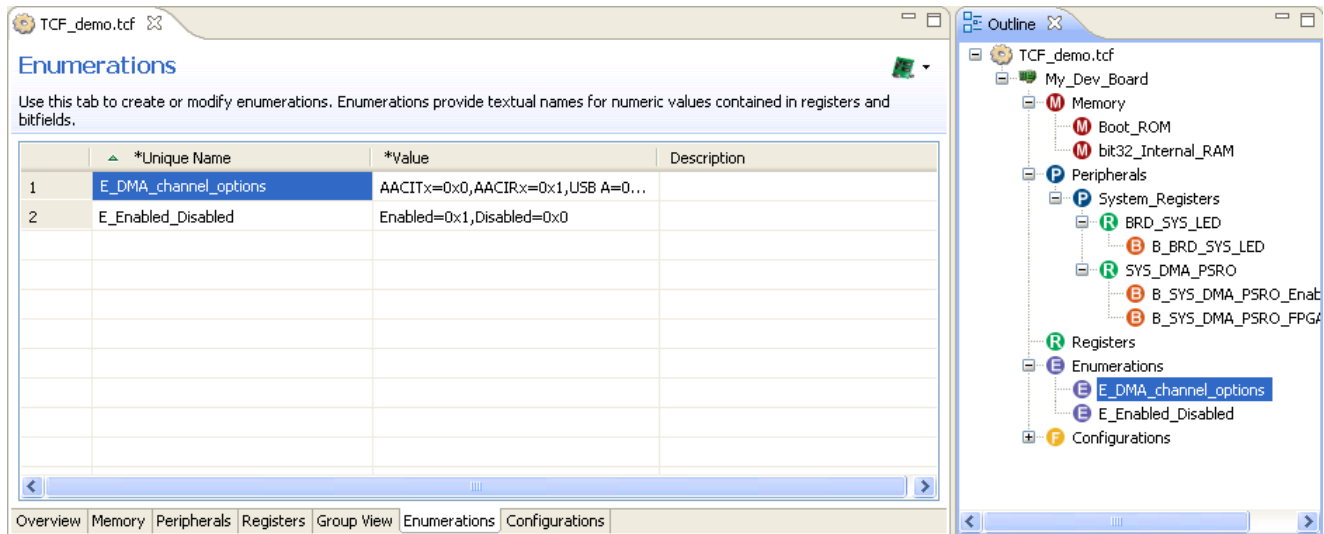 TCF_demo.tcf
Enumerations
Use this tab to create or modify enumerations. Enumerations provide textual names for numeric values contained in registers and
bitfields.
*Unique Name *Value Description
1 E_DMA_channel_options AACITx=0x0,AACIRx=0x1,USB A=0...
2 E_Enabled_Disabled Enabled=0x1,Disabled=0x0
Overview Memory Peripherals Registers Group View Enumerations Configurations
Outline
TCF_demo.tcf
My_Dev_Board
M Memory
M Boot_ROM
M bit32_Internal_RAM
P Peripherals
P System_Registers
R BRD_SYS_LED
B B_BRD_SYS_LED
R SYS_DMA_PSRO
B B_SYS_DMA_PSRO_Enab
B B_SYS_DMA_PSRO_FPGA
R Registers
E Enumerations
E E_DMA_channel_options
E E_Enabled_Disabled
F Configurations